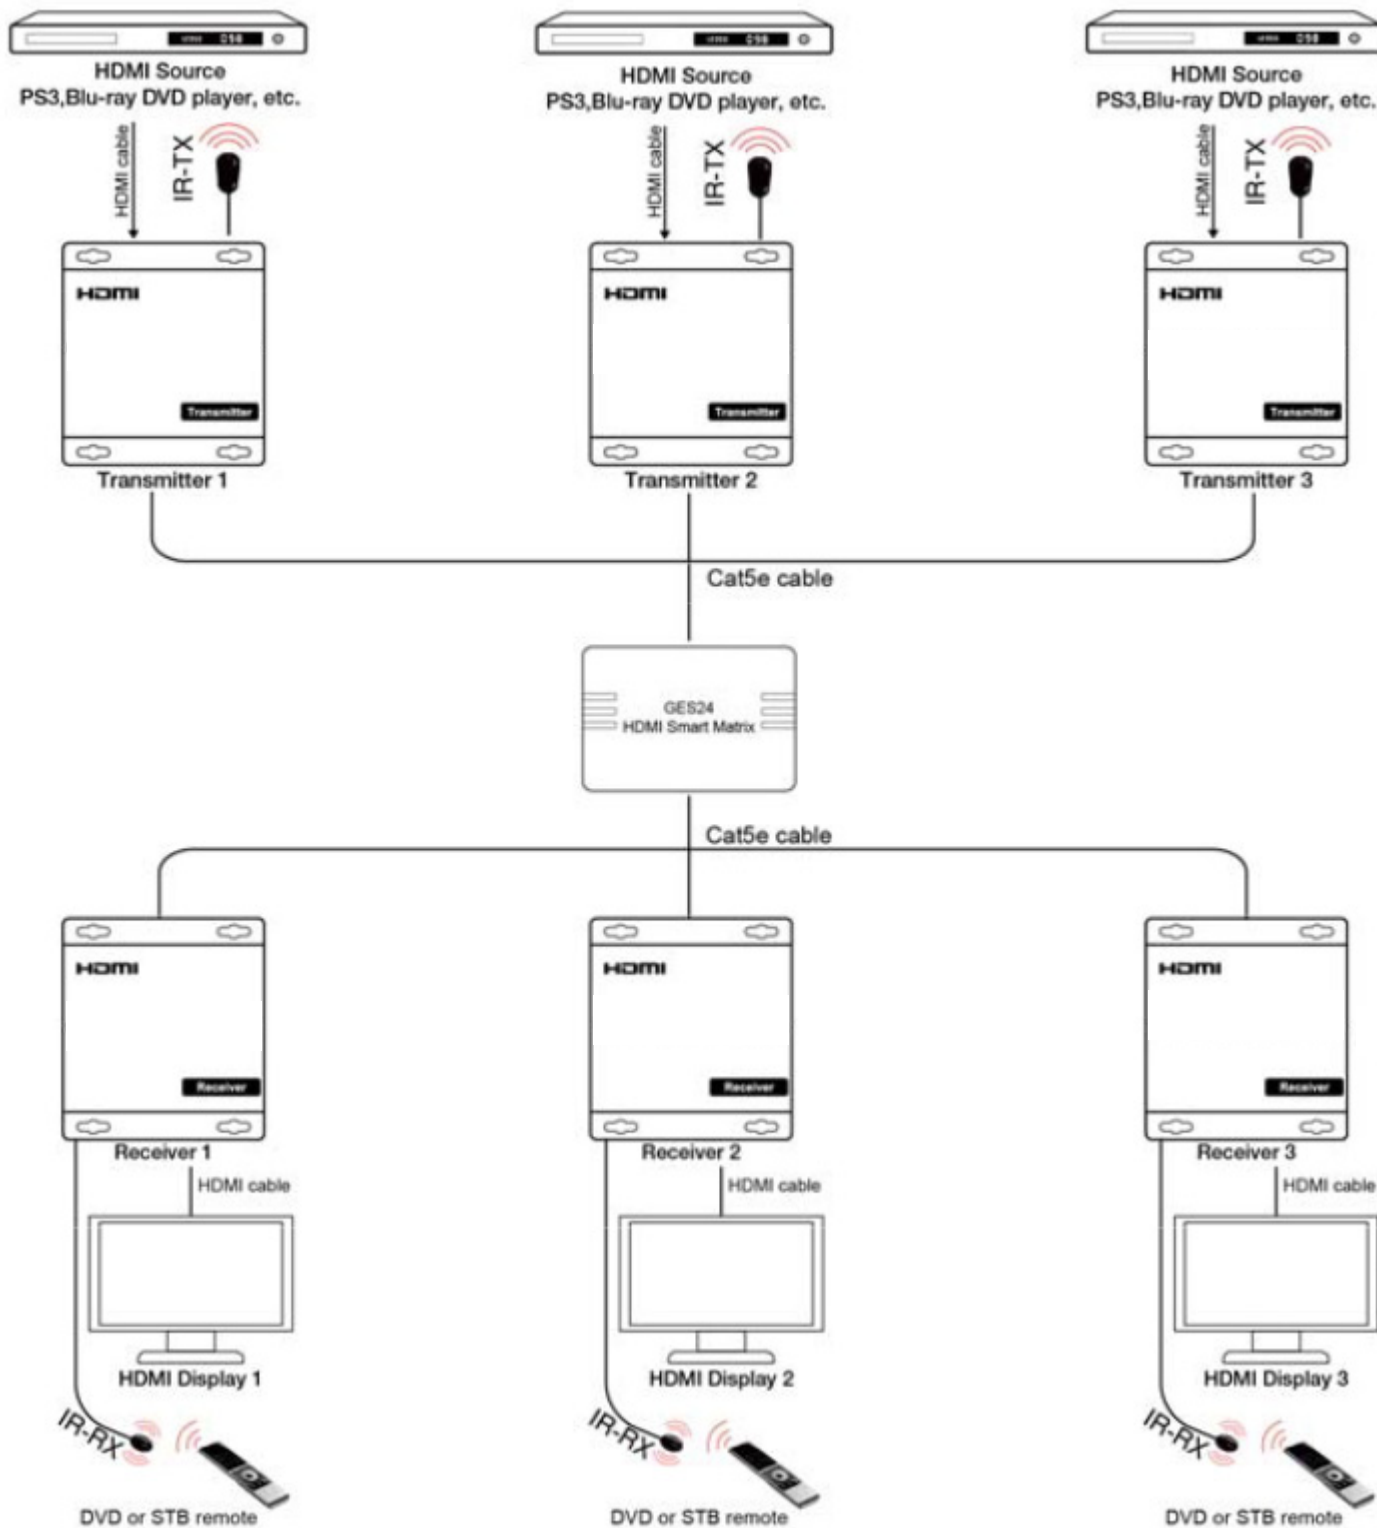 HDMI Source
PS3,Blu-ray DVD player, etc.
HDMI cable
IR-TX
HDMI
Transmitter
Transmitter 1
HDMI Source
PS3,Blu-ray DVD player, etc.
HDMI cable
IR-TX
HDMI
Transmitter
Transmitter 2
HDMI Source
PS3,Blu-ray DVD player, etc.
HDMI cable
IR-TX
HDMI
Transmitter
Transmitter 3
Cat5e cable
GES24
HDMI Smart Matrix
Cat5e cable
HDMI
Receiver
Receiver 1
HDMI cable
HDMI Display 1
IR-RX
DVD or STB remote
HDMI
Receiver
Receiver 2
HDMI cable
HDMI Display 2
IR-RX
DVD or STB remote
HDMI
Receiver
Receiver 3
HDMI cable
HDMI Display 3
IR-RX
DVD or STB remote